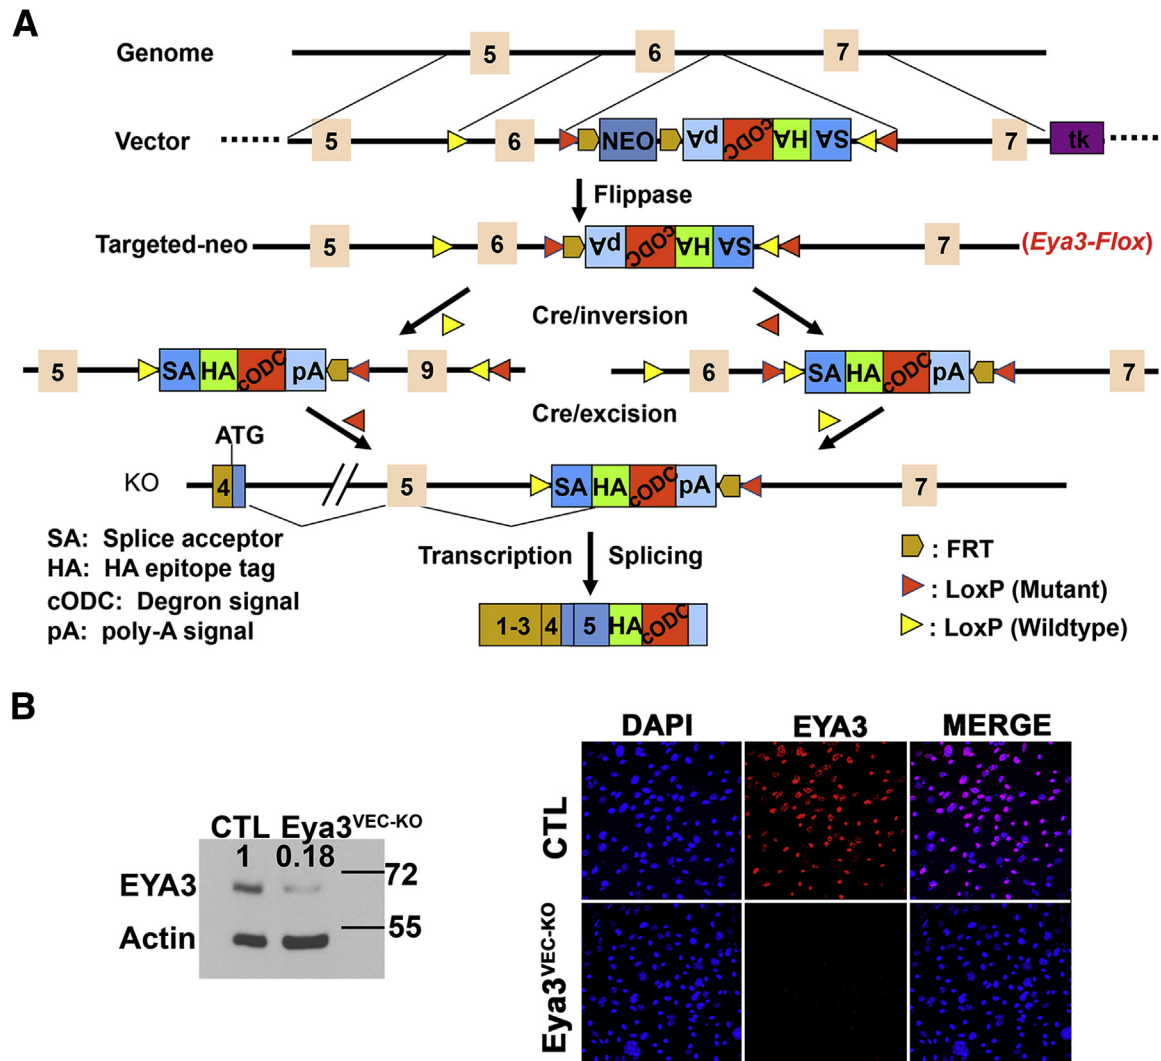 A
Genome 5 6 7
Vector 5 6 NEO pA cODC HA SA 7 tk
Flippase
Targeted-neo 5 6 pA cODC HA SA 7 (Eya3-Flox)
Cre/inversion
5 SA HA cODC pA 9 6 SA HA cODC pA 7
Cre/excision
ATG
KO 4 5 SA HA cODC pA 7
SA: Splice acceptor
HA: HA epitope tag
cODC: Degron signal
pA: poly-A signal
Transcription Splicing
1-3 4 5 HA cODC
: FRT
: LoxP (Mutant)
: LoxP (Wildtype)
B
CTL Eya3VEC-KO
1 0.18
EYA3 72
Actin 55
DAPI EYA3 MERGE
CTL
Eya3VEC-KO